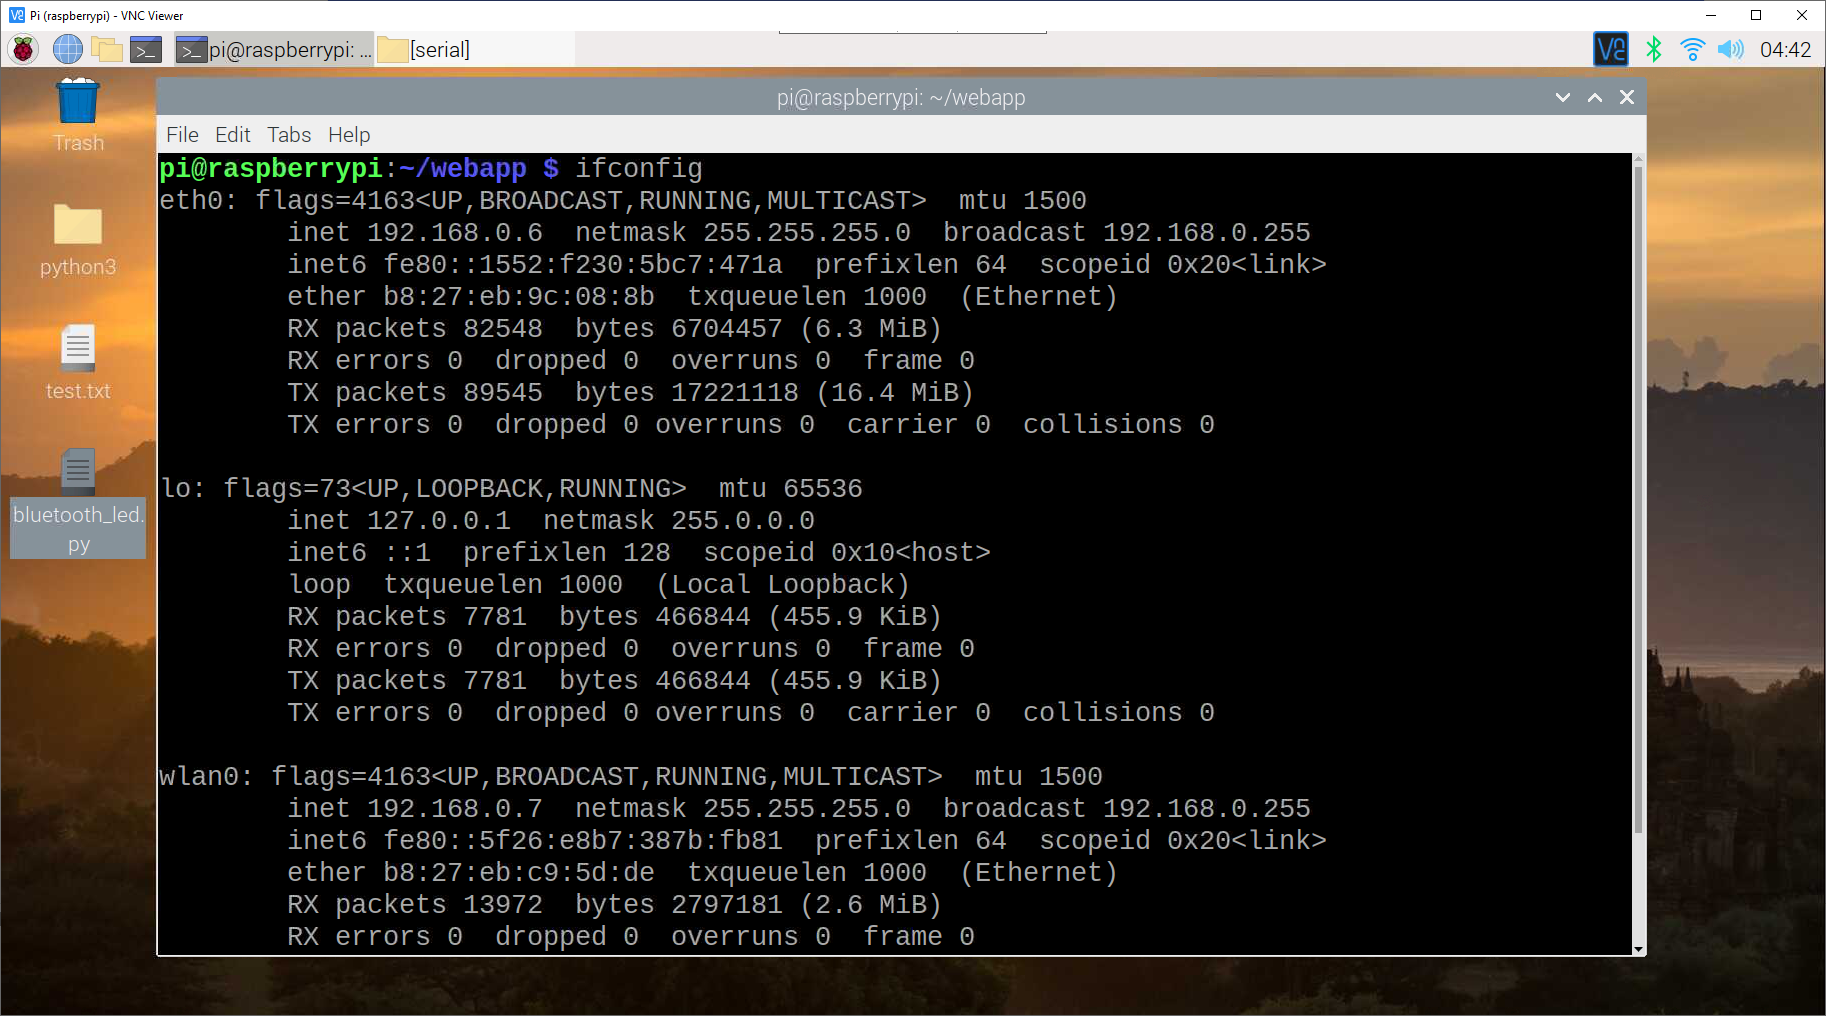 Pi (raspberrypi) - VNC Viewer
pi@raspberrypi: ...
[serial]
04:42
Trash
python3
test.txt
bluetooth_led.
py
pi@raspberrypi: ~/webapp
File Edit Tabs Help
pi@raspberrypi:~/webapp $ ifconfig
eth0: flags=4163<UP,BROADCAST,RUNNING,MULTICAST>  mtu 1500
        inet 192.168.0.6  netmask 255.255.255.0  broadcast 192.168.0.255
        inet6 fe80::1552:f230:5bc7:471a  prefixlen 64  scopeid 0x20<link>
        ether b8:27:eb:9c:08:8b  txqueuelen 1000  (Ethernet)
        RX packets 82548  bytes 6704457 (6.3 MiB)
        RX errors 0  dropped 0  overruns 0  frame 0
        TX packets 89545  bytes 17221118 (16.4 MiB)
        TX errors 0  dropped 0 overruns 0  carrier 0  collisions 0
lo: flags=73<UP,LOOPBACK,RUNNING>  mtu 65536
        inet 127.0.0.1  netmask 255.0.0.0
        inet6 ::1  prefixlen 128  scopeid 0x10<host>
        loop  txqueuelen 1000  (Local Loopback)
        RX packets 7781  bytes 466844 (455.9 KiB)
        RX errors 0  dropped 0  overruns 0  frame 0
        TX packets 7781  bytes 466844 (455.9 KiB)
        TX errors 0  dropped 0 overruns 0  carrier 0  collisions 0
wlan0: flags=4163<UP,BROADCAST,RUNNING,MULTICAST>  mtu 1500
        inet 192.168.0.7  netmask 255.255.255.0  broadcast 192.168.0.255
        inet6 fe80::5f26:e8b7:387b:fb81  prefixlen 64  scopeid 0x20<link>
        ether b8:27:eb:c9:5d:de  txqueuelen 1000  (Ethernet)
        RX packets 13972  bytes 2797181 (2.6 MiB)
        RX errors 0  dropped 0  overruns 0  frame 0